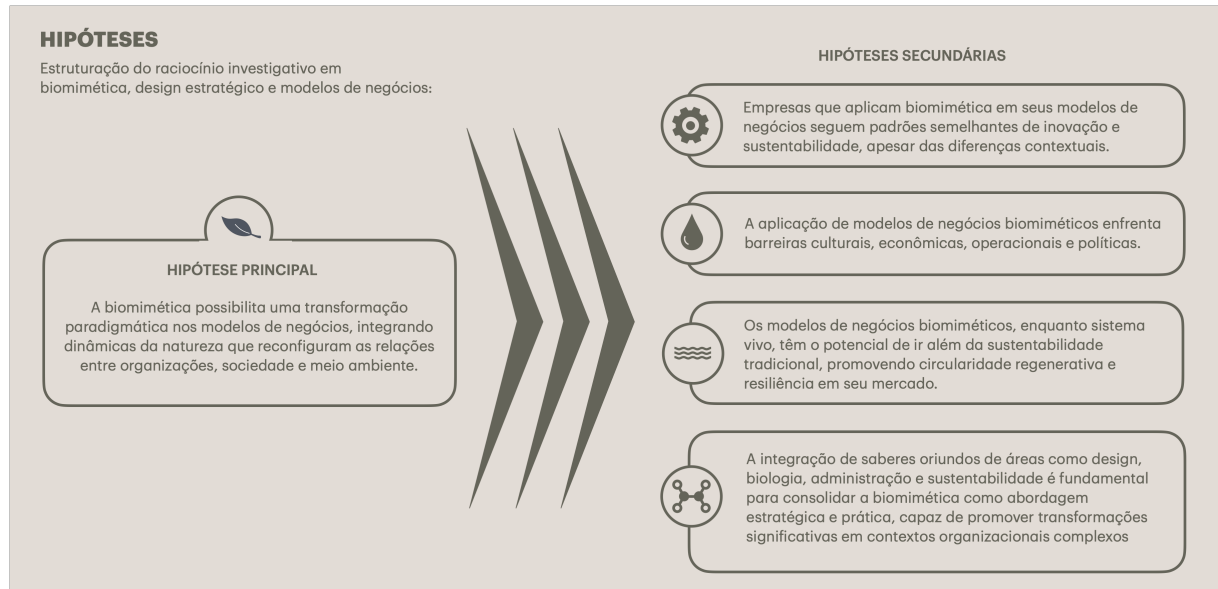 HIPÓTESES
Estruturação do raciocínio investigativo em
biomimética, design estratégico e modelos de negócios:
HIPÓTESE PRINCIPAL
A biomimética possibilita uma transformação
paradigmática nos modelos de negócios, integrando
dinâmicas da natureza que reconfiguram as relações
entre organizações, sociedade e meio ambiente.
HIPÓTESES SECUNDÁRIAS
Empresas que aplicam biomimética em seus modelos de
negócios seguem padrões semelhantes de inovação e
sustentabilidade, apesar das diferenças contextuais.
A aplicação de modelos de negócios biomiméticos enfrenta
barreiras culturais, econômicas, operacionais e políticas.
Os modelos de negócios biomiméticos, enquanto sistema
vivo, têm o potencial de ir além da sustentabilidade
tradicional, promovendo circularidade regenerativa e
resiliência em seu mercado.
A integração de saberes oriundos de áreas como design,
biologia, administração e sustentabilidade é fundamental
para consolidar a biomimética como abordagem
estratégica e prática, capaz de promover transformações
significativas em contextos organizacionais complexos